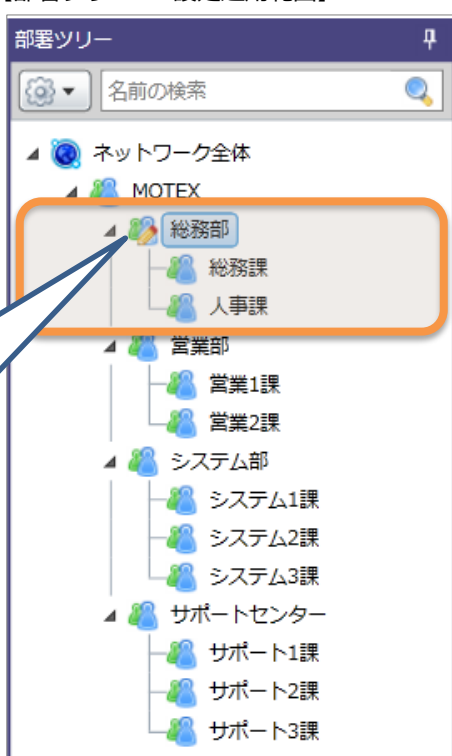 部署ツリー
名前の検索
ネットワーク全体
MOTEX
総務部
総務課
人事課
営業部
営業1課
営業2課
システム部
システム1課
システム2課
システム3課
サポートセンター
サポート1課
サポート2課
サポート3課